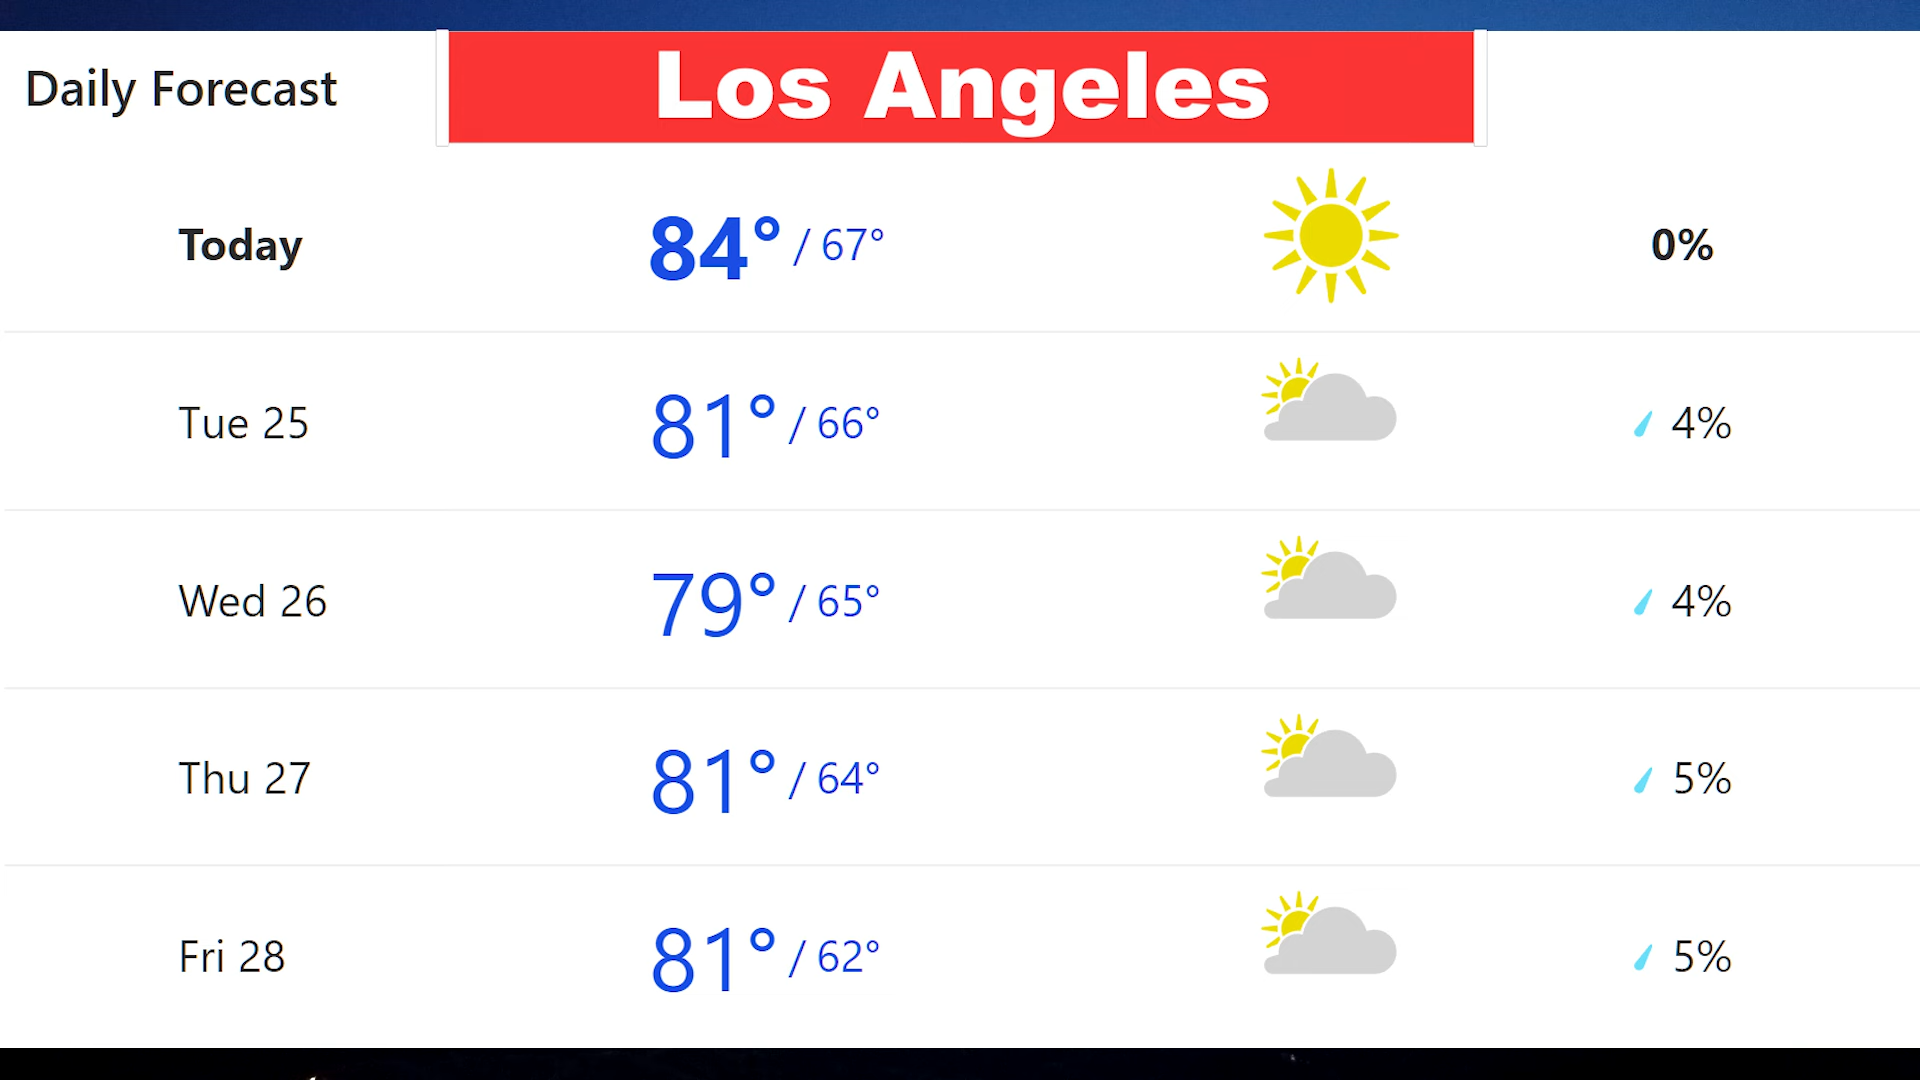 Daily Forecast
Los Angeles
Today 84° / 67° 0%
Tue 25 81° / 66° 4%
Wed 26 79° / 65° 4%
Thu 27 81° / 64° 5%
Fri 28 81° / 62° 5%